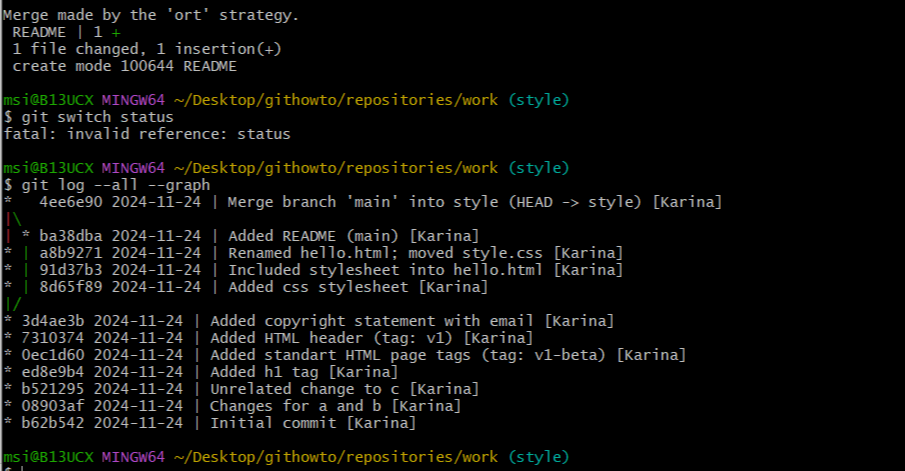 Merge made by the 'ort' strategy.
 README | 1 +
 1 file changed, 1 insertion(+)
 create mode 100644 README

msi@B13UCX MINGW64 ~/Desktop/githowto/repositories/work (style)
$ git switch status
fatal: invalid reference: status

msi@B13UCX MINGW64 ~/Desktop/githowto/repositories/work (style)
$ git log --all --graph
*   4ee6e90 2024-11-24 | Merge branch 'main' into style (HEAD -> style) [Karina]
|\
| * ba38dba 2024-11-24 | Added README (main) [Karina]
* | a8b9271 2024-11-24 | Renamed hello.html; moved style.css [Karina]
* | 91d37b3 2024-11-24 | Included stylesheet into hello.html [Karina]
* | 8d65f89 2024-11-24 | Added css stylesheet [Karina]
|/
* 3d4ae3b 2024-11-24 | Added copyright statement with email [Karina]
* 7310374 2024-11-24 | Added HTML header (tag: v1) [Karina]
* 0ec1d60 2024-11-24 | Added standart HTML page tags (tag: v1-beta) [Karina]
* ed8e9b4 2024-11-24 | Added h1 tag [Karina]
* b521295 2024-11-24 | Unrelated change to c [Karina]
* 08903af 2024-11-24 | Changes for a and b [Karina]
* b62b542 2024-11-24 | Initial commit [Karina]

msi@B13UCX MINGW64 ~/Desktop/githowto/repositories/work (style)
$